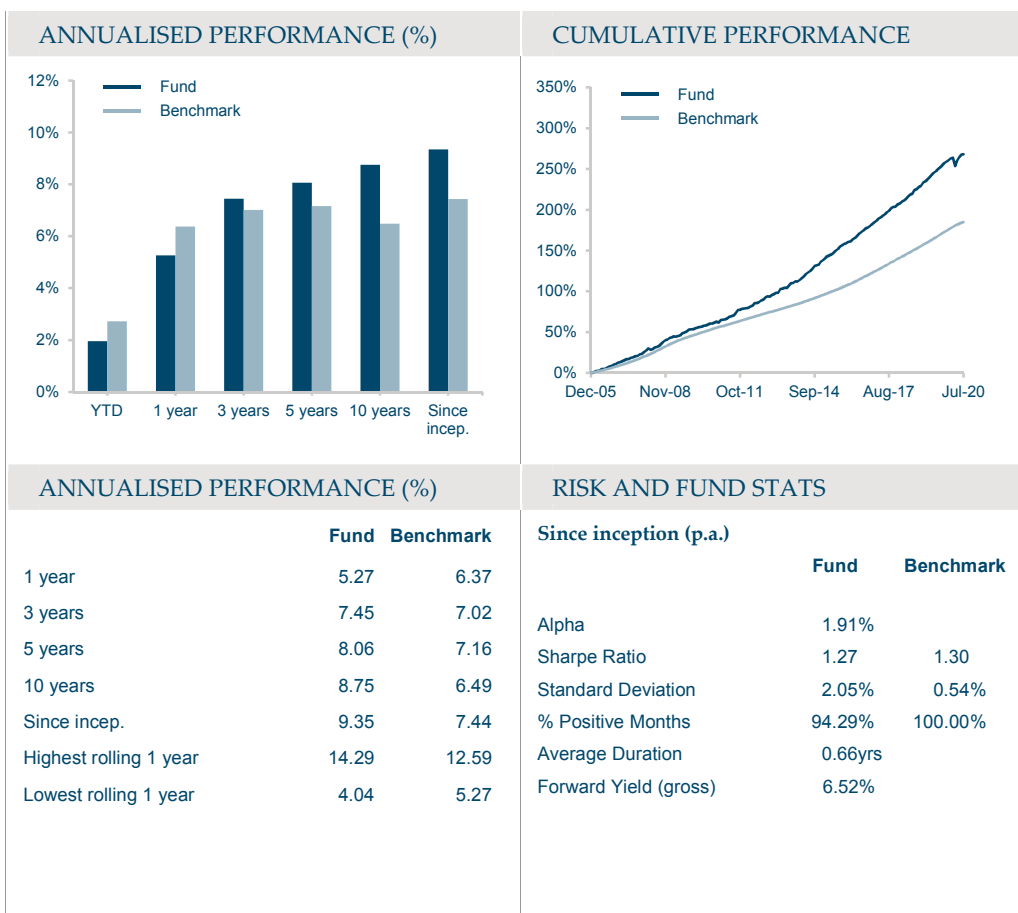 ANNUALISED PERFORMANCE (%)
12%
10%
8%
6%
4%
2%
0%
Fund
Benchmark
YTD 1 year 3 years 5 years 10 years Since
incep.
CUMULATIVE PERFORMANCE
350%
300%
250%
200%
150%
100%
50%
0%
Fund
Benchmark
Dec-05 Nov-08 Oct-11 Sep-14 Aug-17 Jul-20
ANNUALISED PERFORMANCE (%)
Fund Benchmark
1 year 5.27 6.37
3 years 7.45 7.02
5 years 8.06 7.16
10 years 8.75 6.49
Since incep. 9.35 7.44
Highest rolling 1 year 14.29 12.59
Lowest rolling 1 year 4.04 5.27
RISK AND FUND STATS
Since inception (p.a.)
Fund Benchmark
Alpha 1.91%
Sharpe Ratio 1.27 1.30
Standard Deviation 2.05% 0.54%
% Positive Months 94.29% 100.00%
Average Duration 0.66yrs
Forward Yield (gross) 6.52%